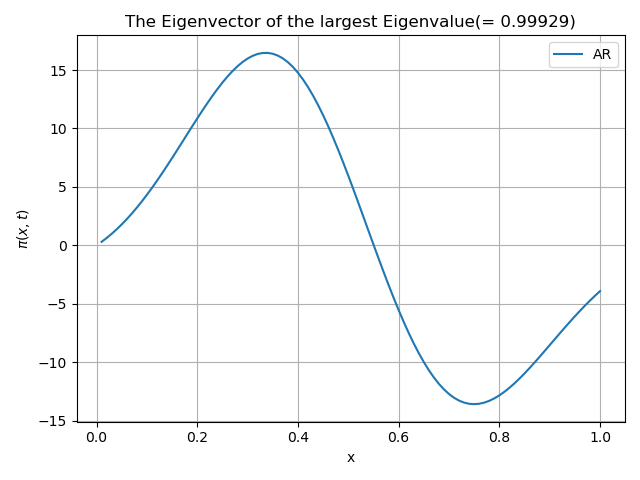 The Eigenvector of the largest Eigenvalue(= 0.99929)
AR
15
10
5
0
−5
−10
−15
π(x, t)
0.0 0.2 0.4 0.6 0.8 1.0
x